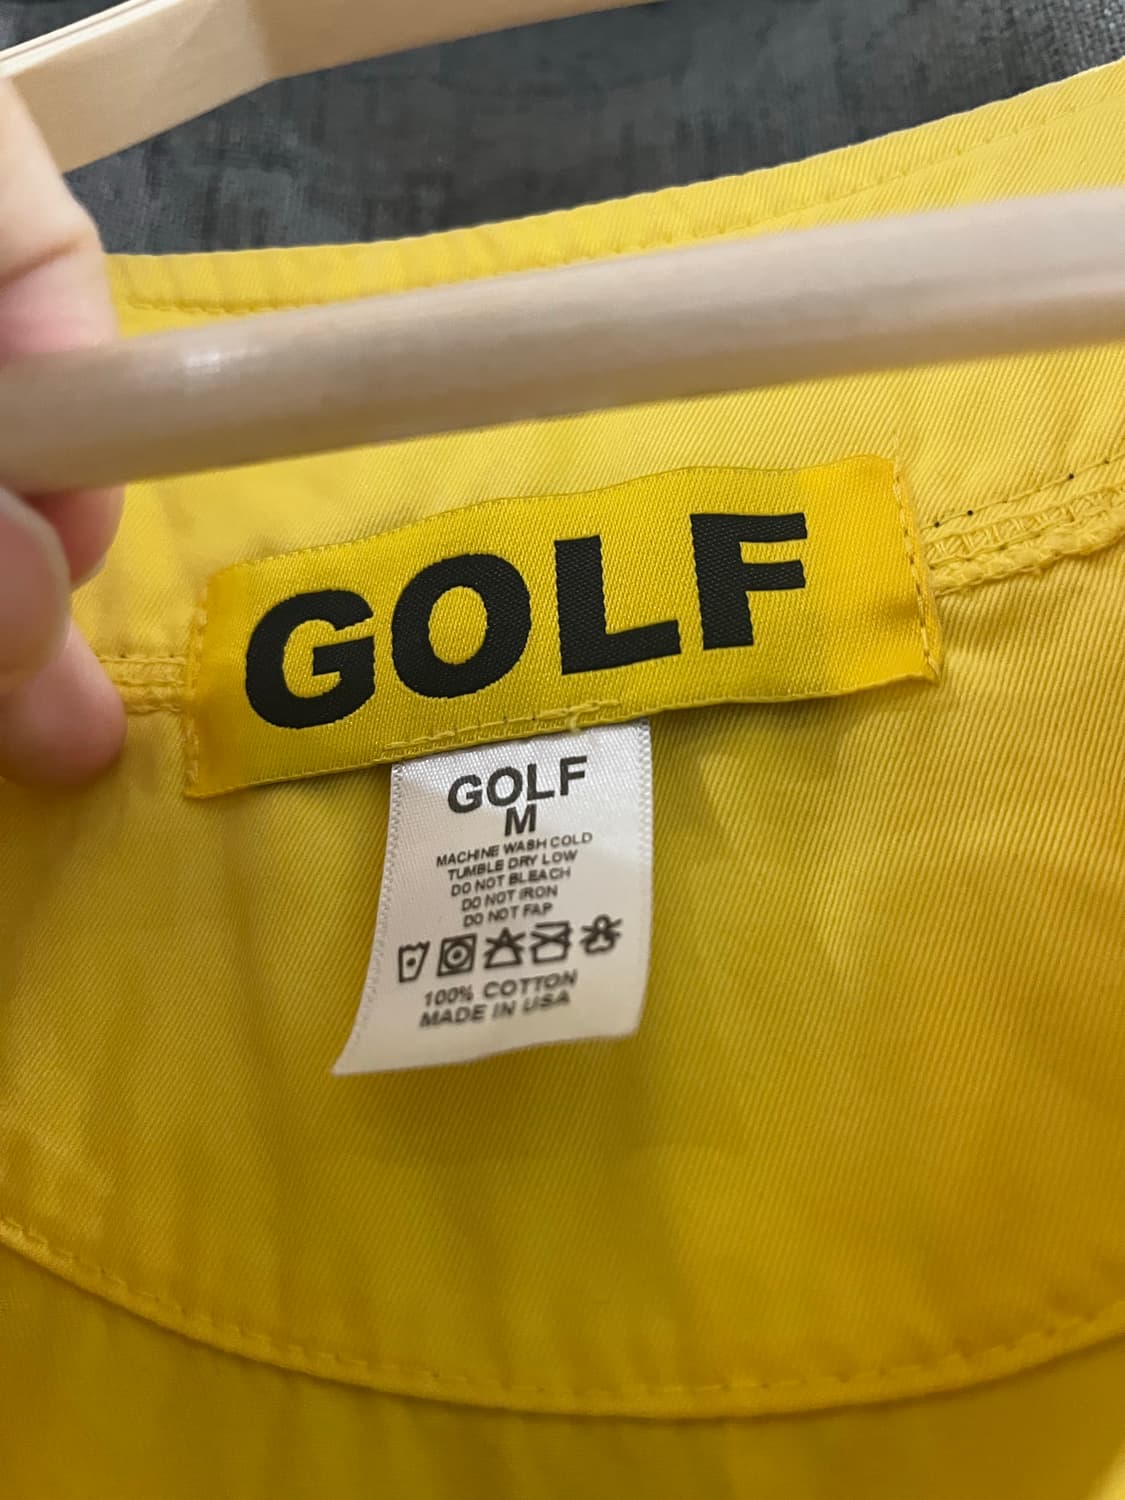 GOLF
GOLF
M
MACHINE WASH COLD
TUMBLE DRY LOW
DO NOT BLEACH
DO NOT IRON
DO NOT FAP
100% COTTON
MADE IN USA